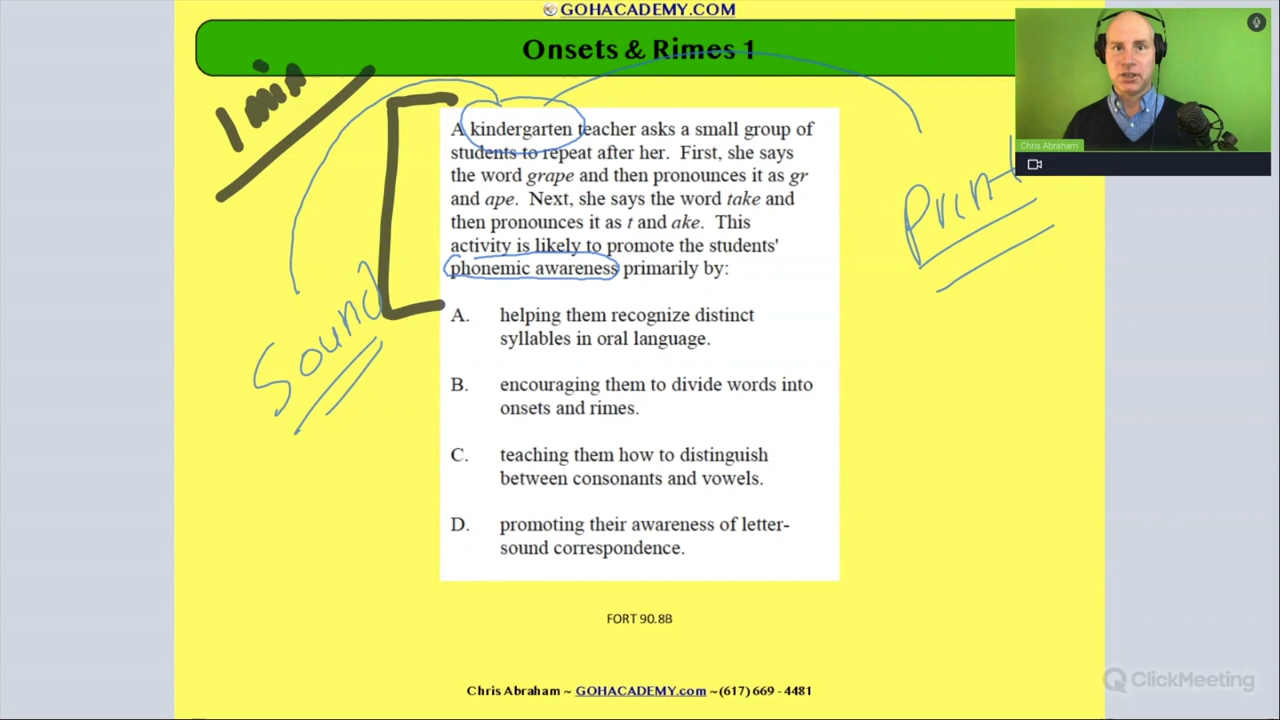 GOHACADEMY.COM
Onsets & Rimes 1
1 min
A kindergarten teacher asks a small group of
students to repeat after her. First, she says
the word grape and then pronounces it as gr
and ape. Next, she says the word take and
then pronounces it as t and ake. This
activity is likely to promote the students'
phonemic awareness primarily by:
A. helping them recognize distinct
syllables in oral language.
B. encouraging them to divide words into
onsets and rimes.
C. teaching them how to distinguish
between consonants and vowels.
D. promoting their awareness of letter-
sound correspondence.
Sound
Print
Chris Abraham
FORT 90.8B
Chris Abraham ~ GOHACADEMY.com ~(617) 669 - 4481
ClickMeeting